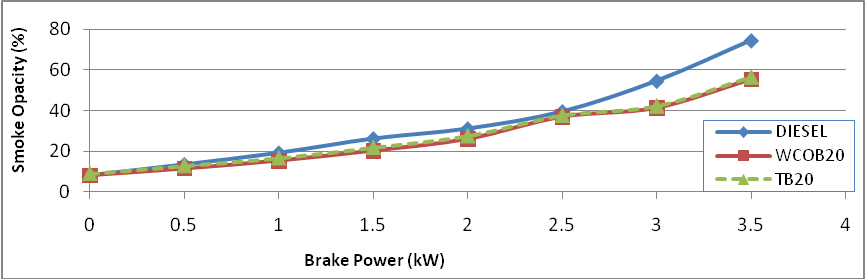 Smoke Opacity (%)
80
60
40
20
0
0 0.5 1 1.5 2 2.5 3 3.5 4
Brake Power (kW)
DIESEL
WCOB20
TB20